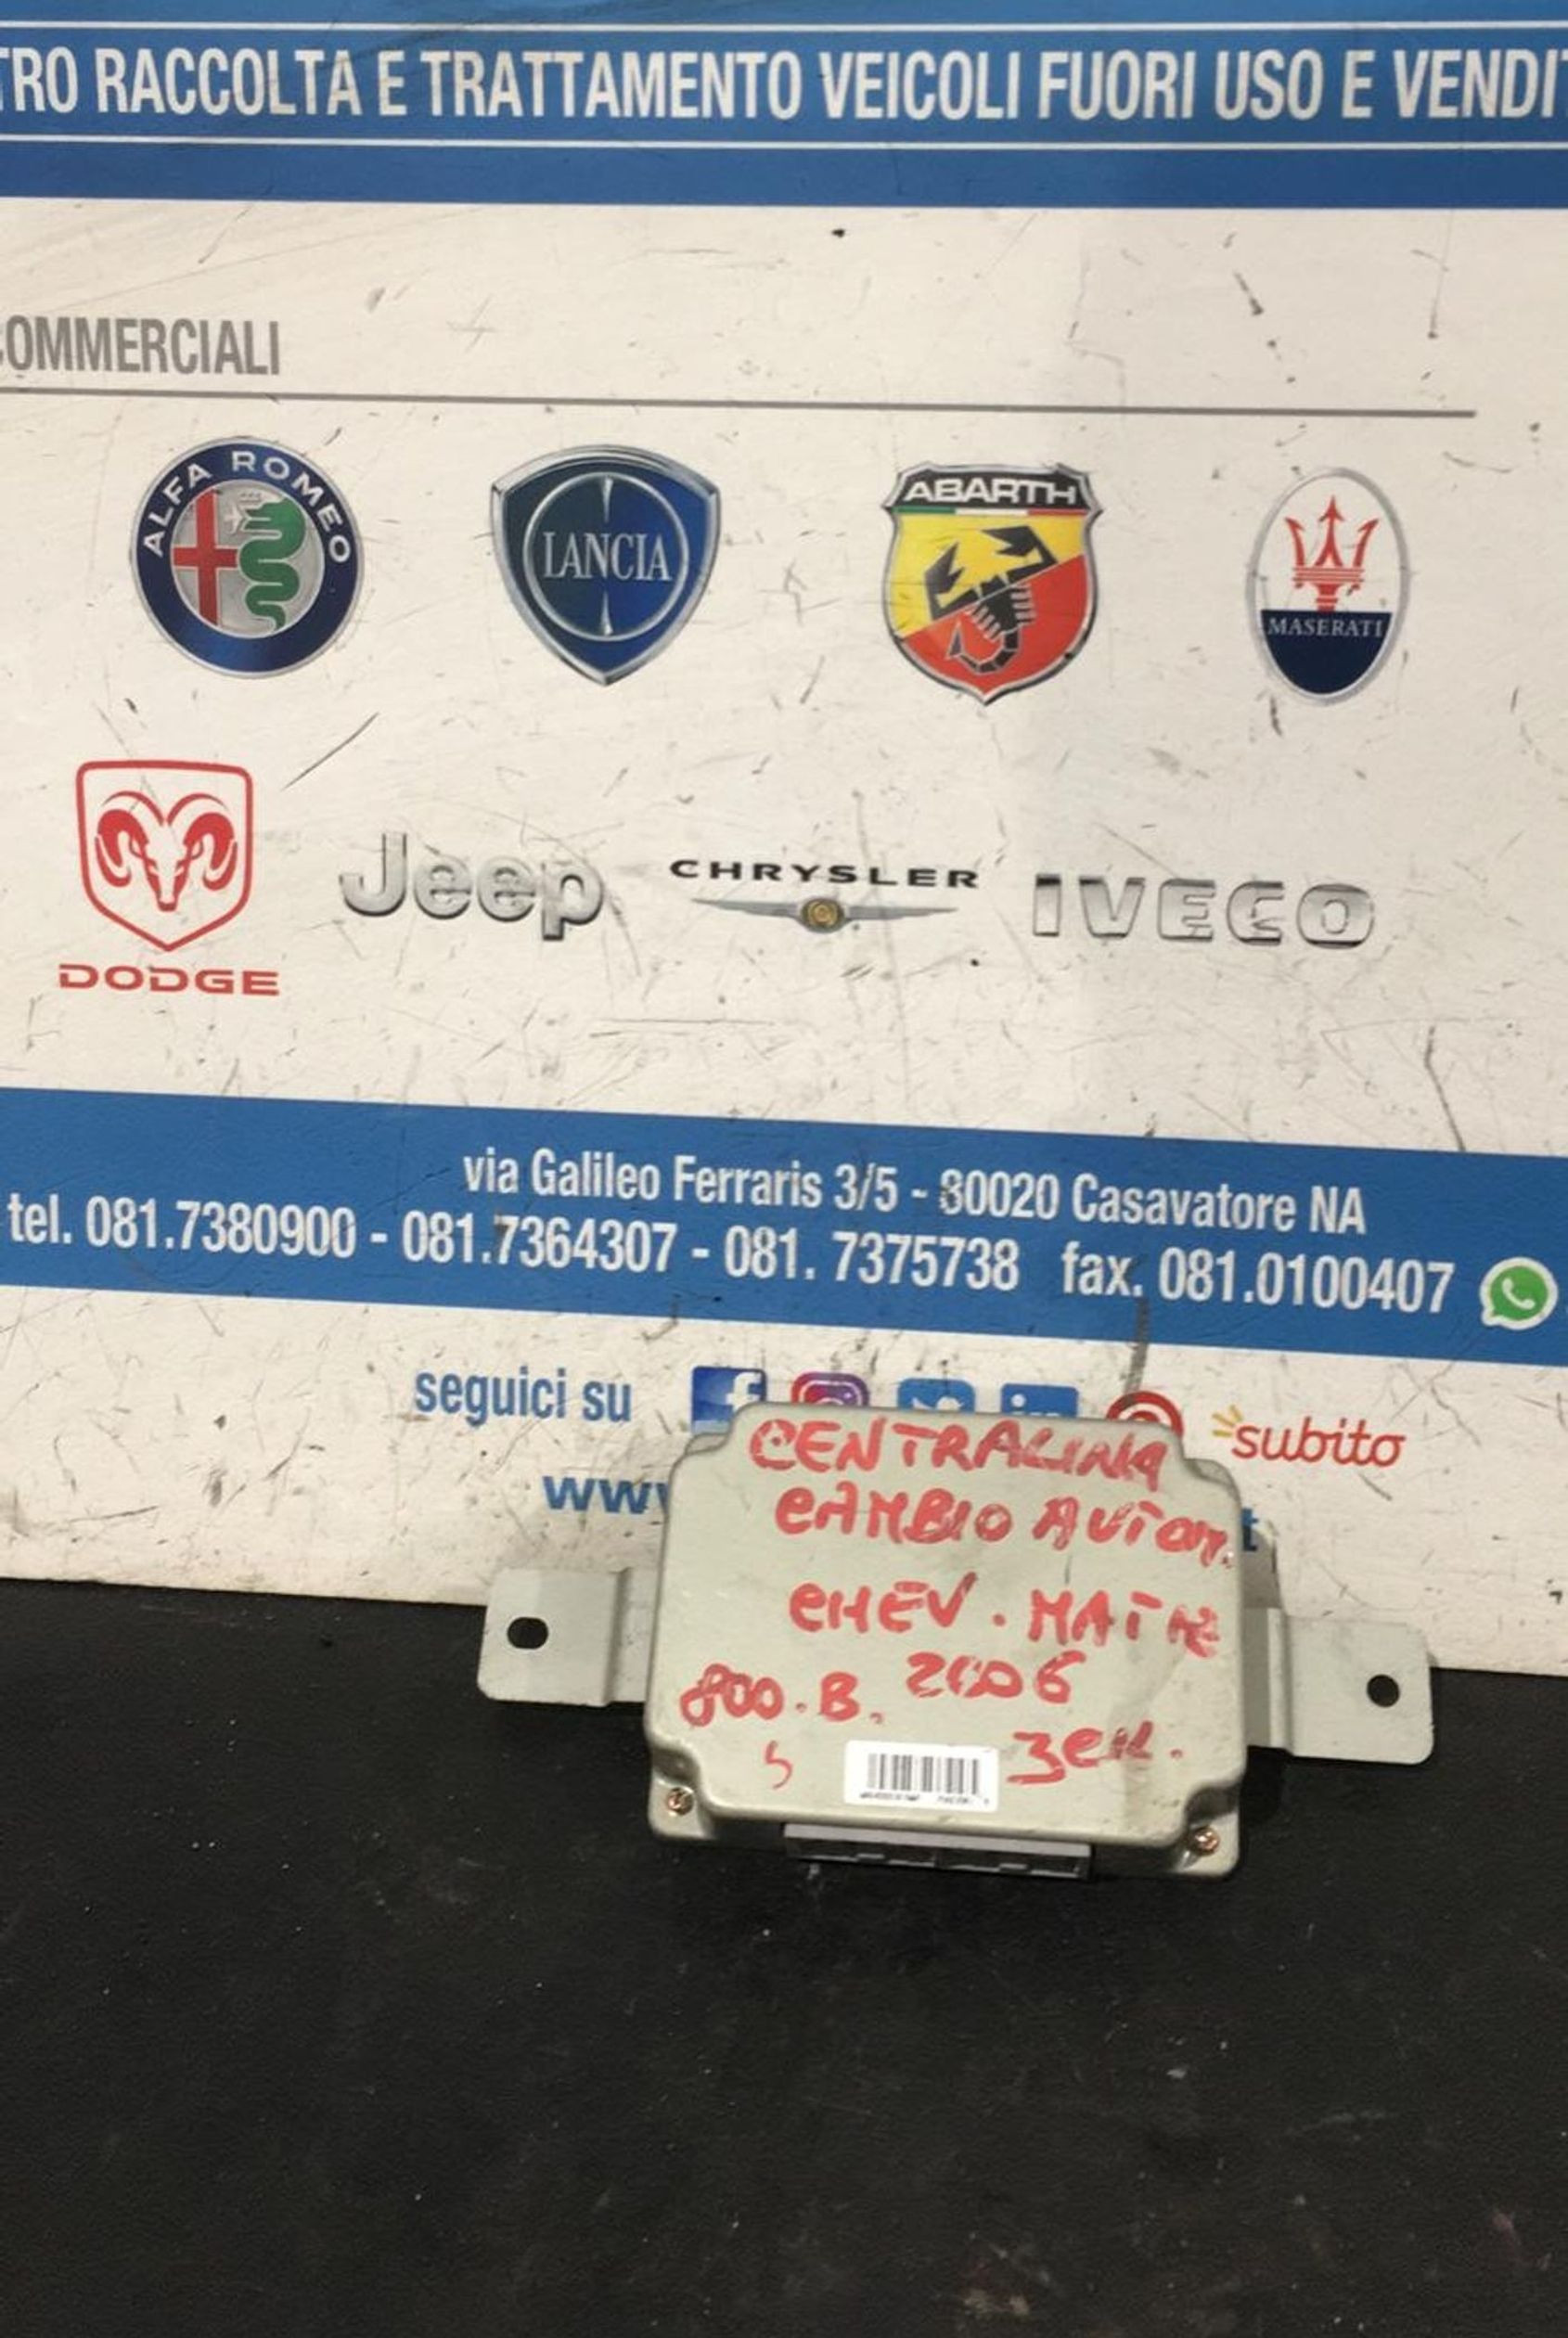 TRO RACCOLTA E TRATTAMENTO VEICOLI FUORI USO E VENDIT
COMMERCIALI
ALFA ROMEO
LANCIA
ABARTH
MASERATI
DODGE
Jeep
CHRYSLER
IVECO
via Galileo Ferraris 3/5 - 80020 Casavatore NA
tel. 081.7380900 - 081.7364307 - 081. 7375738 fax. 081.0100407
seguici su
subito
www
CENTRALINA
CAMBIO AUTOM.
CHEV. MATIZ
800.B. 2006